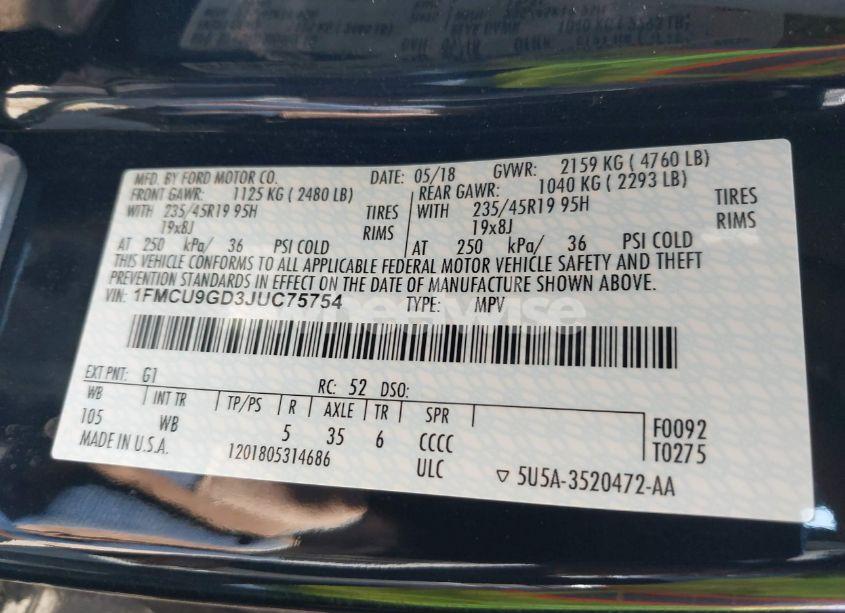 MFD. BY FORD MOTOR CO. DATE: 05/18 GVWR: 2159 KG ( 4760 LB)
FRONT GAWR: 1125 KG ( 2480 LB) REAR GAWR: 1040 KG ( 2293 LB)
WITH 235/45R19 95H TIRES WITH 235/45R19 95H TIRES
19x8J RIMS 19x8J RIMS
AT 250 kPa/ 36 PSI COLD AT 250 kPa/ 36 PSI COLD
THIS VEHICLE CONFORMS TO ALL APPLICABLE FEDERAL MOTOR VEHICLE SAFETY AND THEFT
PREVENTION STANDARDS IN EFFECT ON THE DATE OF MANUFACTURE SHOWN ABOVE.
VIN: 1FMCU9GD3JUC75754 TYPE: MPV
EXT PNT: G1 RC: 52 DSO:
WB INT TR TP/PS R AXLE TR SPR
105 WB 5 35 6 CCCC F0092
MADE IN U.S.A. 1201805314686 ULC T0275
5U5A-3520472-AA